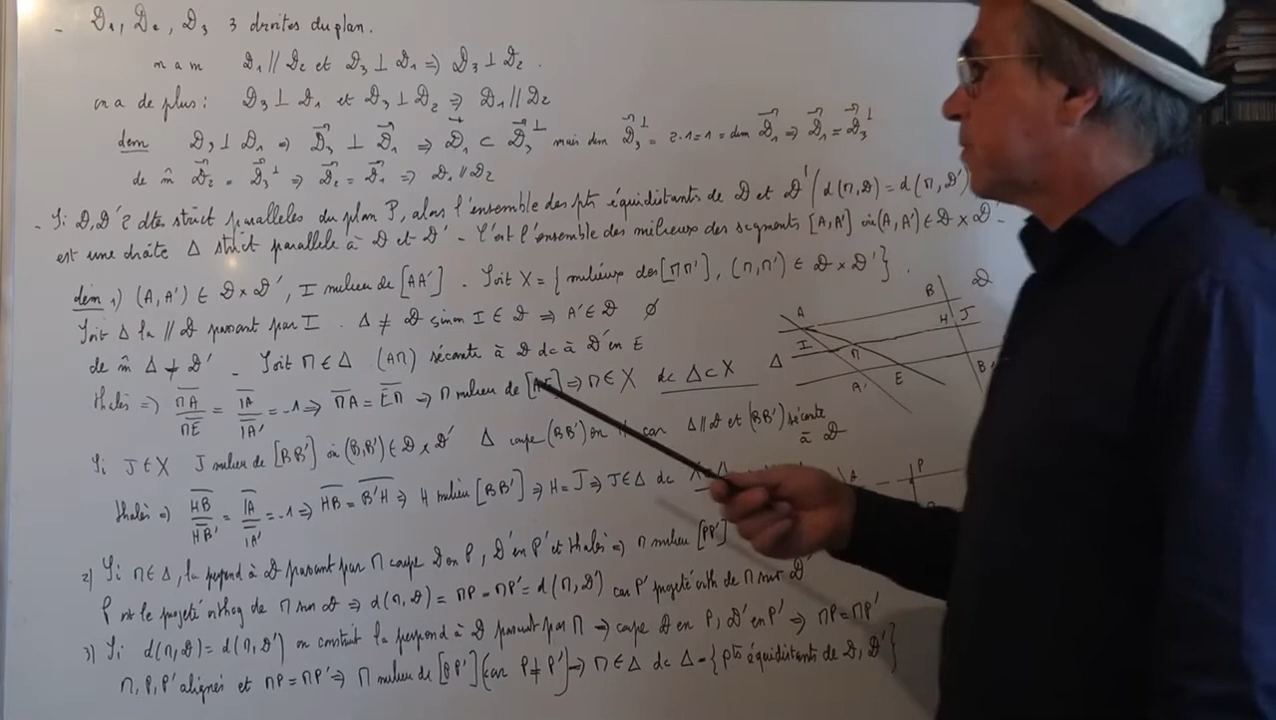 - D₁, D₂, D₃ 3 droites du plan.
on a m D₁ // D₂ et D₃ ⊥ D₁ ⇒ D₃ ⊥ D₂.
on a de plus : D₃ ⊥ D₁ et D₃ ⊥ D₂ ⇒ D₁ // D₂
dem D₃ ⊥ D₁ ⇒ D₃⃗ ⊥ D₁⃗ ⇒ D₁⃗ ⊂ D₃⃗^⊥ mais dim D₃⃗^⊥ = 2-1 = 1 = dim D₁⃗ ⇒ D₁⃗ = D₃⃗^⊥
de m̂ D₂⃗ = D₃⃗^⊥ ⇒ D₂⃗ = D₁⃗ ⇒ D₁ // D₂
- Si D, D' 2 dtes strict parallèles du plan P, alors l'ensemble des pts équidistants de D et D' (d(M, D) = d(M, D')
est une droite Δ strict parallèle à D et D' - C'est l'ensemble des milieux des segments [A, A'] où (A, A') ∈ D × D' -
dém 1) (A, A') ∈ D × D', I milieu de [AA']. Soit X = { milieux des [MM'], (M, M') ∈ D × D' }.
Soit Δ la // D passant par I. Δ ≠ D sinon I ∈ D ⇒ A' ∈ D ∅
de m̂ Δ ≠ D' - Soit M ∈ Δ (AM) sécante à D dc à D' en E
thalès ⇒ MA/ME = IA/IA' = -1 ⇒ MA = EM ⇒ M milieu de [AE] ⇒ M ∈ X dc Δ ⊂ X
Si J ∈ X J milieu de [BB'] où (B, B') ∈ D × D' Δ coupe (BB') en H car Δ // D et (BB') sécante
à D
thalès ⇒ HB/HB' = IA/IA' = -1 ⇒ HB = B'H ⇒ H milieu [BB'] ⇒ H = J ⇒ J ∈ Δ dc
2) Si M ∈ Δ, la perpend à D passant par M coupe D en P, D' en P' et thalès ⇒ M milieu [PP']
P est le projeté orthog de M sur D ⇒ d(M, D) = MP = MP' = d(M, D') car P' projeté orth de M sur D'
3) Si d(M, D) = d(M, D') on construit la perpend à D passant par M → coupe D en P, D' en P' ⇒ MP = MP'
M, P, P' alignés et MP = MP' ⇒ M milieu de [PP'] (car P ≠ P') ⇒ M ∈ Δ dc Δ = { pts équidistants de D, D' }
A B D
I M H J
Δ
A' E B'
A P